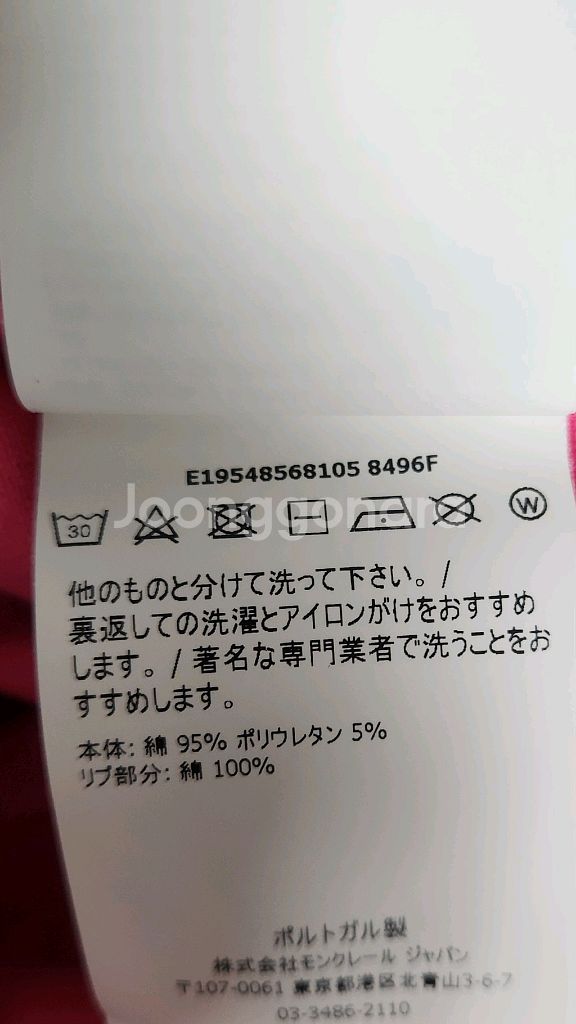 E19548568105 8496F
Joonggonara
30
W
他のものと分けて洗って下さい。/
裏返しての洗濯とアイロンがけをおすすめ
します。/ 著名な専門業者で洗うことをお
すすめします。
本体: 綿 95% ポリウレタン 5%
リブ部分: 綿 100%
ポルトガル製
株式会社モンクレール ジャパン
〒107-0061 東京都港区北青山3-6-7
03-3486-2110